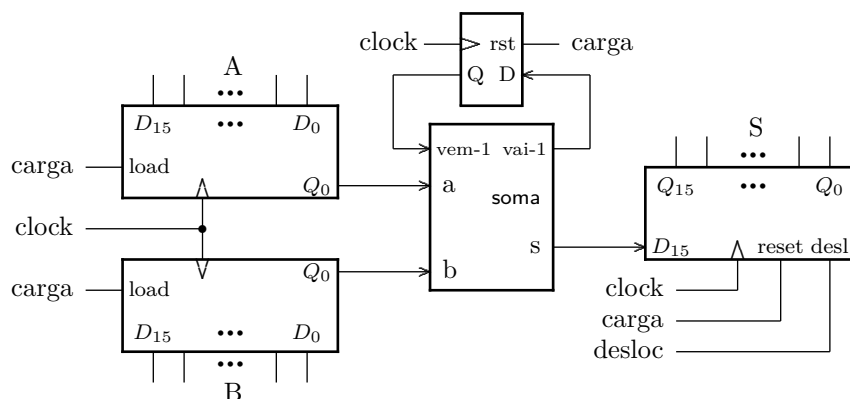 clock
rst
carga
Q D
A
•••
D₁₅ ••• D₀
carga
load
Q₀
vem-1 vai-1
a
soma
s
b
clock
Q₀
carga
load
D₁₅ ••• D₀
•••
B
S
•••
Q₁₅ ••• Q₀
D₁₅ reset desl
clock
carga
desloc